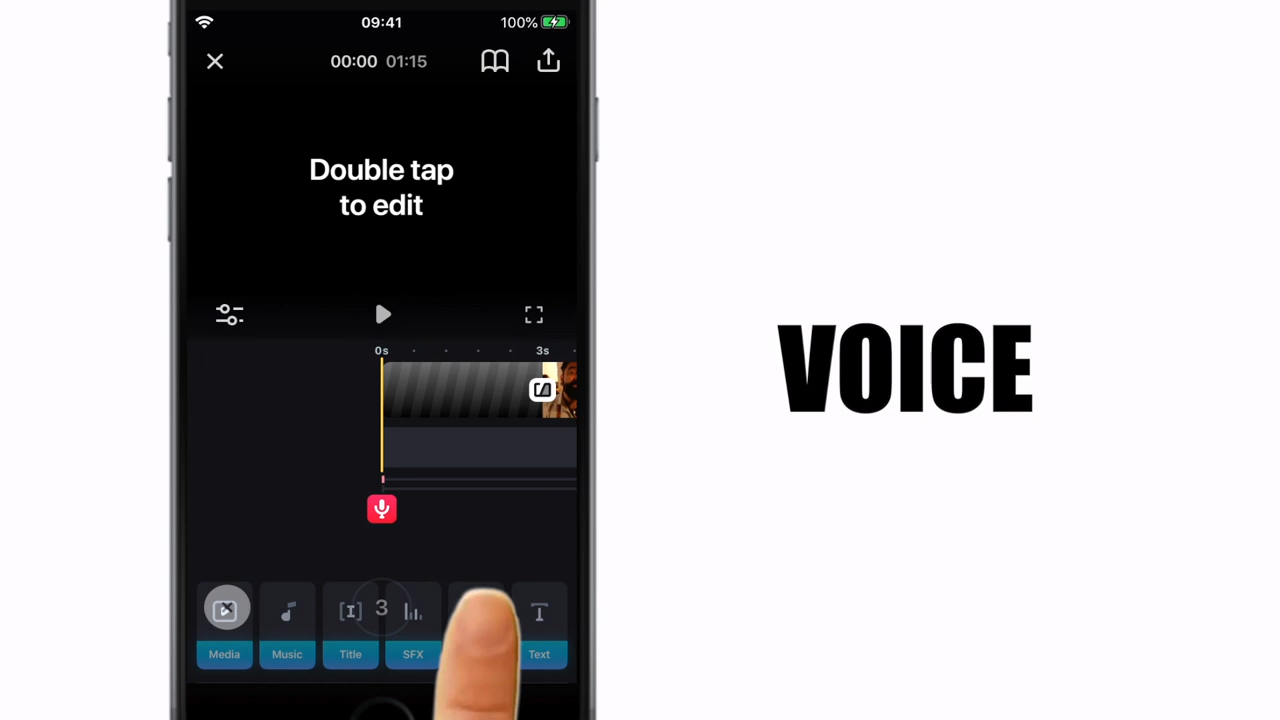 09:41
100%
00:00 01:15
Double tap
to edit
0s
3s
VOICE
3
Media
Music
Title
SFX
Text